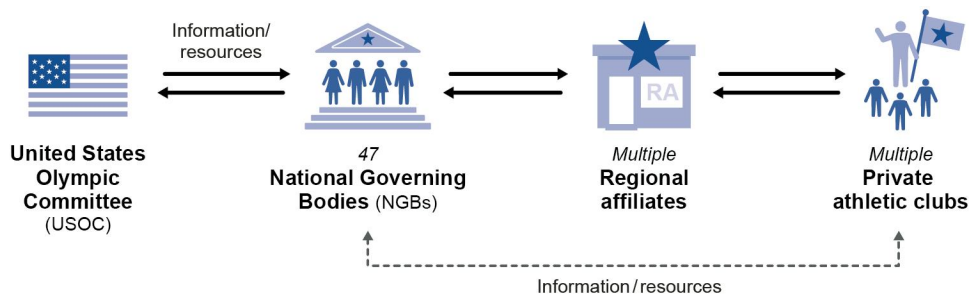 Information/
resources
RA
United States
Olympic
Committee
(USOC)
47
National Governing
Bodies (NGBs)
Multiple
Regional
affiliates
Multiple
Private
athletic clubs
Information/resources